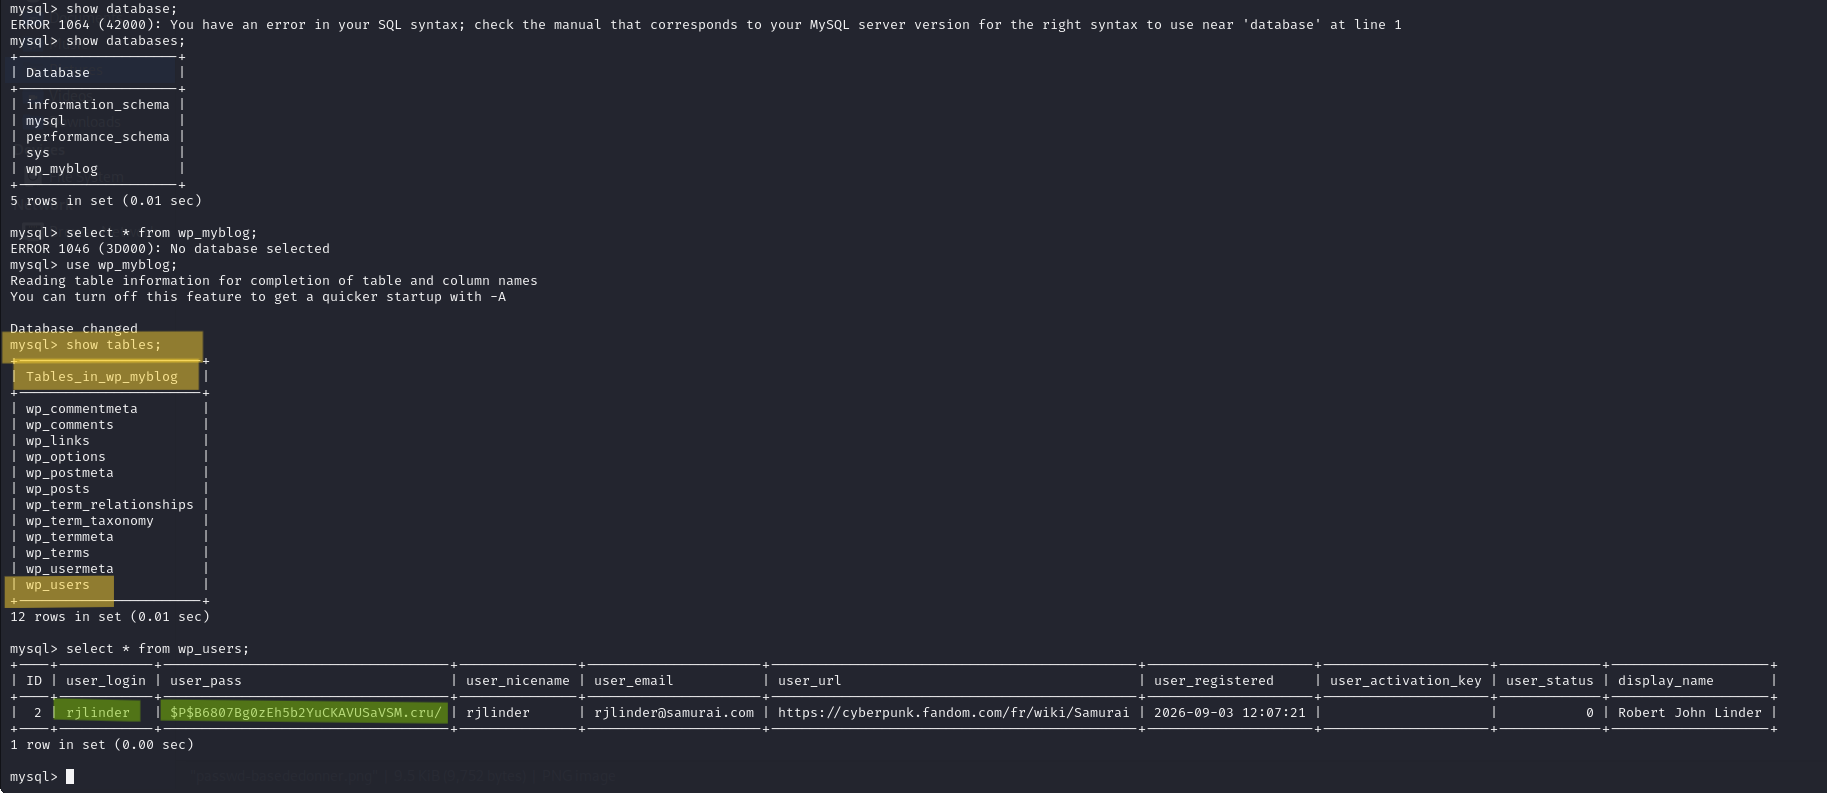 mysql> show database;
ERROR 1064 (42000): You have an error in your SQL syntax; check the manual that corresponds to your MySQL server version for the right syntax to use near 'database' at line 1
mysql> show databases;
| Database |
| information_schema |
| mysql |
| performance_schema |
| sys |
| wp_myblog |
5 rows in set (0.01 sec)
mysql> select * from wp_myblog;
ERROR 1046 (3D000): No database selected
mysql> use wp_myblog;
Reading table information for completion of table and column names
You can turn off this feature to get a quicker startup with -A
Database changed
mysql> show tables;
| Tables_in_wp_myblog |
| wp_commentmeta |
| wp_comments |
| wp_links |
| wp_options |
| wp_postmeta |
| wp_posts |
| wp_term_relationships |
| wp_term_taxonomy |
| wp_termmeta |
| wp_terms |
| wp_usermeta |
| wp_users |
12 rows in set (0.01 sec)
mysql> select * from wp_users;
| ID | user_login | user_pass | user_nicename | user_email | user_url | user_registered | user_activation_key | user_status | display_name |
| 2 | rjlinder | $P$B6807Bg0zEh5b2YuCKAVUSaVSM.cru/ | rjlinder | rjlinder@samurai.com | https://cyberpunk.fandom.com/fr/wiki/Samurai | 2026-09-03 12:07:21 | | 0 | Robert John Linder |
1 row in set (0.00 sec)
mysql>